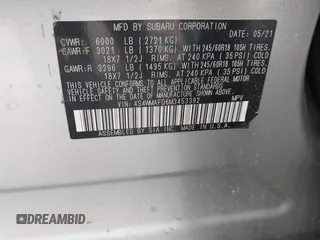 MFD BY SUBARU CORPORATION 05/21
GVWR: 6000 LB (2721 KG)
GAWR:F 3021 LB (1370 KG) WITH 245/60R18 105H TIRES,
18X7 1/2J RIMS, AT 240 KPA (35 PSI) COLD
GAWR:R 3296 LB (1495 KG) WITH 245/60R18 105H TIRES,
18X7 1/2J RIMS, AT 240 KPA (35 PSI) COLD
THIS VEHICLE CONFORMS TO ALL APPLICABLE FEDERAL
MOTOR VEHICLE SAFETY, BUMPER, AND THEFT
PREVENTION STANDARDS IN EFFECT ON THE DATE OF
MANUFACTURE SHOWN ABOVE.
VIN: 4S4WMAFD6M3453392
ASSEMBLED BY SIA IN U.S.A.
DREAMBID